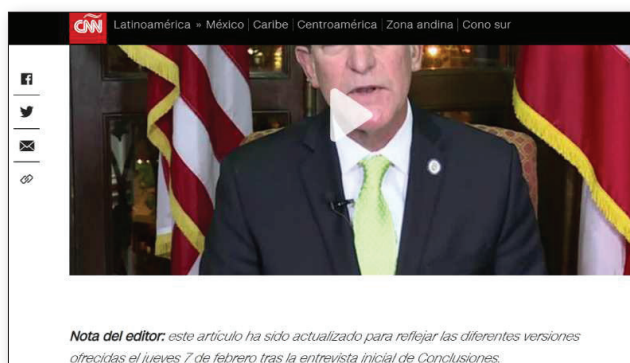 CNN Latinoamérica » México | Caribe | Centroamérica | Zona andina | Cono sur
Nota del editor: este artículo ha sido actualizado para reflejar las diferentes versiones
ofrecidas el jueves 7 de febrero tras la entrevista inicial de Conclusiones.